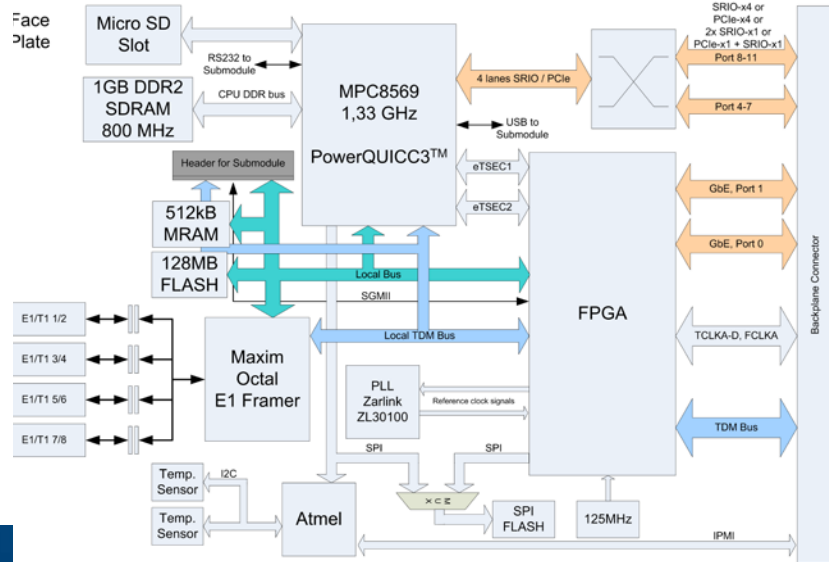 Face
Plate
Micro SD
Slot
RS232 to
Submodule
1GB DDR2
SDRAM
800 MHz
CPU DDR bus
MPC8569
1,33 GHz
PowerQUICC3™
4 lanes SRIO / PCIe
SRIO-x4 or
PCIe-x4 or
2x SRIO-x1 or
PCIe-x1 + SRIO-x1
Port 8-11
Port 4-7
USB to
Submodule
Header for Submodule
eTSEC1
eTSEC2
512kB
MRAM
128MB
FLASH
Local Bus
SGMII
Local TDM Bus
FPGA
GbE, Port 1
GbE, Port 0
TCLKA-D, FCLKA
TDM Bus
Backplane Connector
E1/T1 1/2
E1/T1 3/4
E1/T1 5/6
E1/T1 7/8
Maxim
Octal
E1 Framer
PLL
Zarlink
ZL30100
Reference clock signals
SPI
SPI
MUX
Temp.
Sensor
I2C
Temp.
Sensor
Atmel
SPI
FLASH
125MHz
IPMI